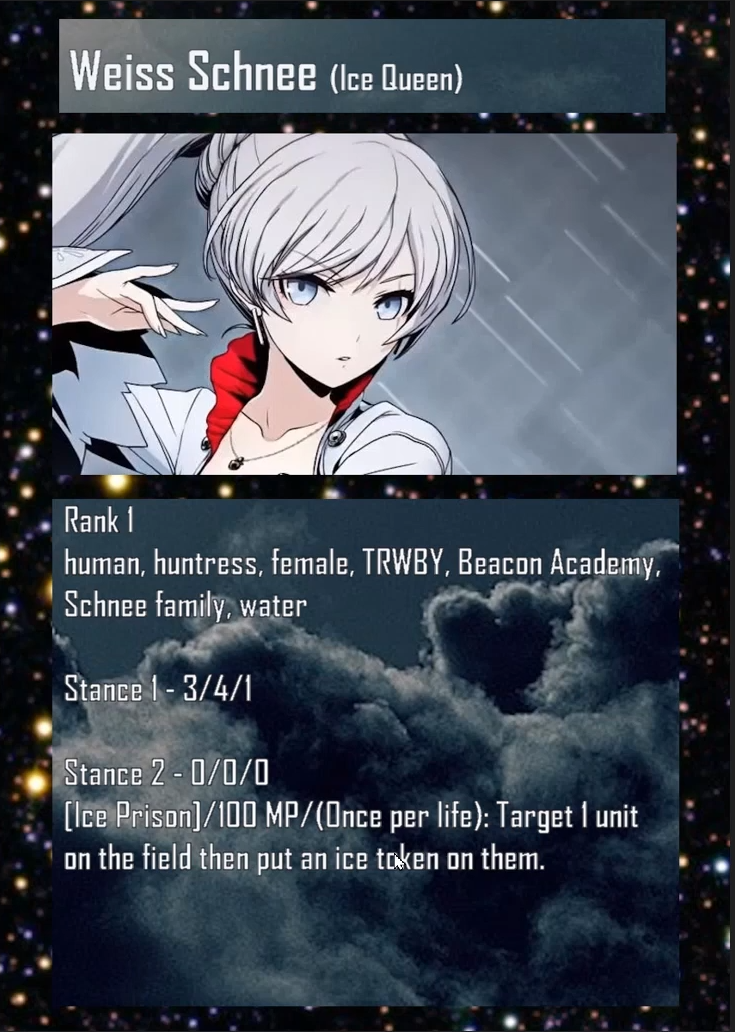 Weiss Schnee (Ice Queen)
Rank 1
human, huntress, female, TRWBY, Beacon Academy,
Schnee family, water
Stance 1 - 3/4/1
Stance 2 - 0/0/0
[Ice Prison]/100 MP/(Once per life): Target 1 unit
on the field then put an ice token on them.